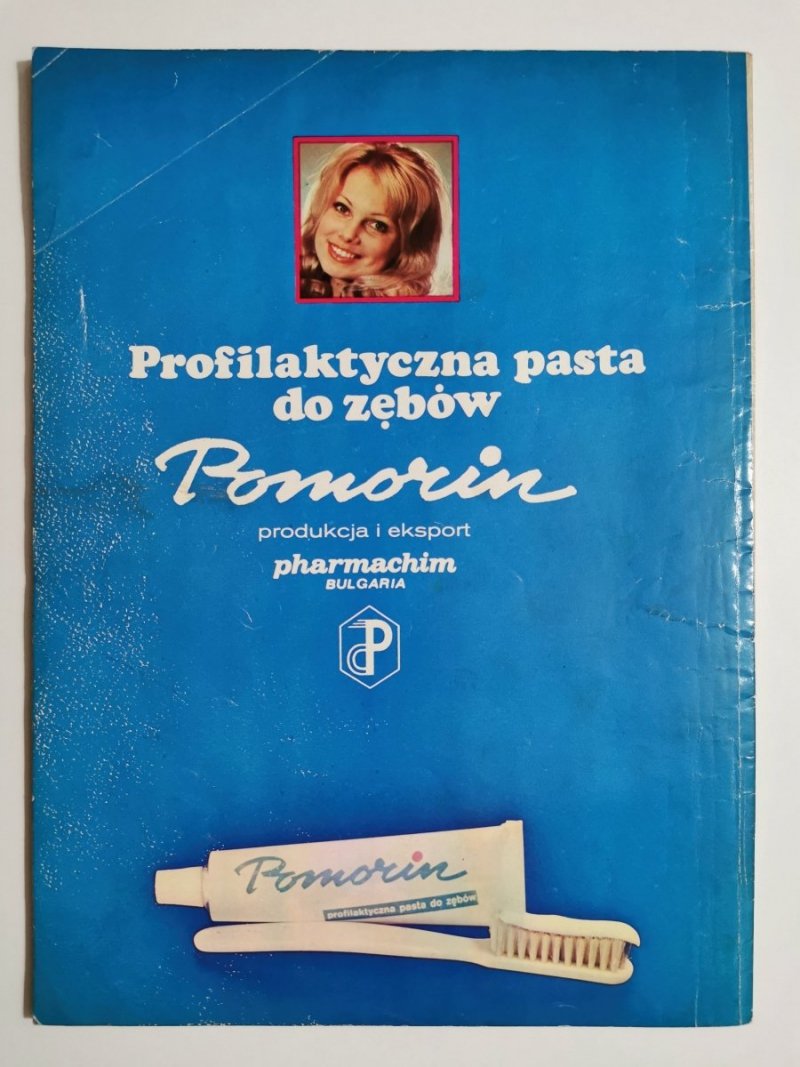 Profilaktyczna pasta
do zębów
Pomorin
produkcja i eksport
pharmachim
BULGARIA
Pomorin
profilaktyczna pasta do zębów